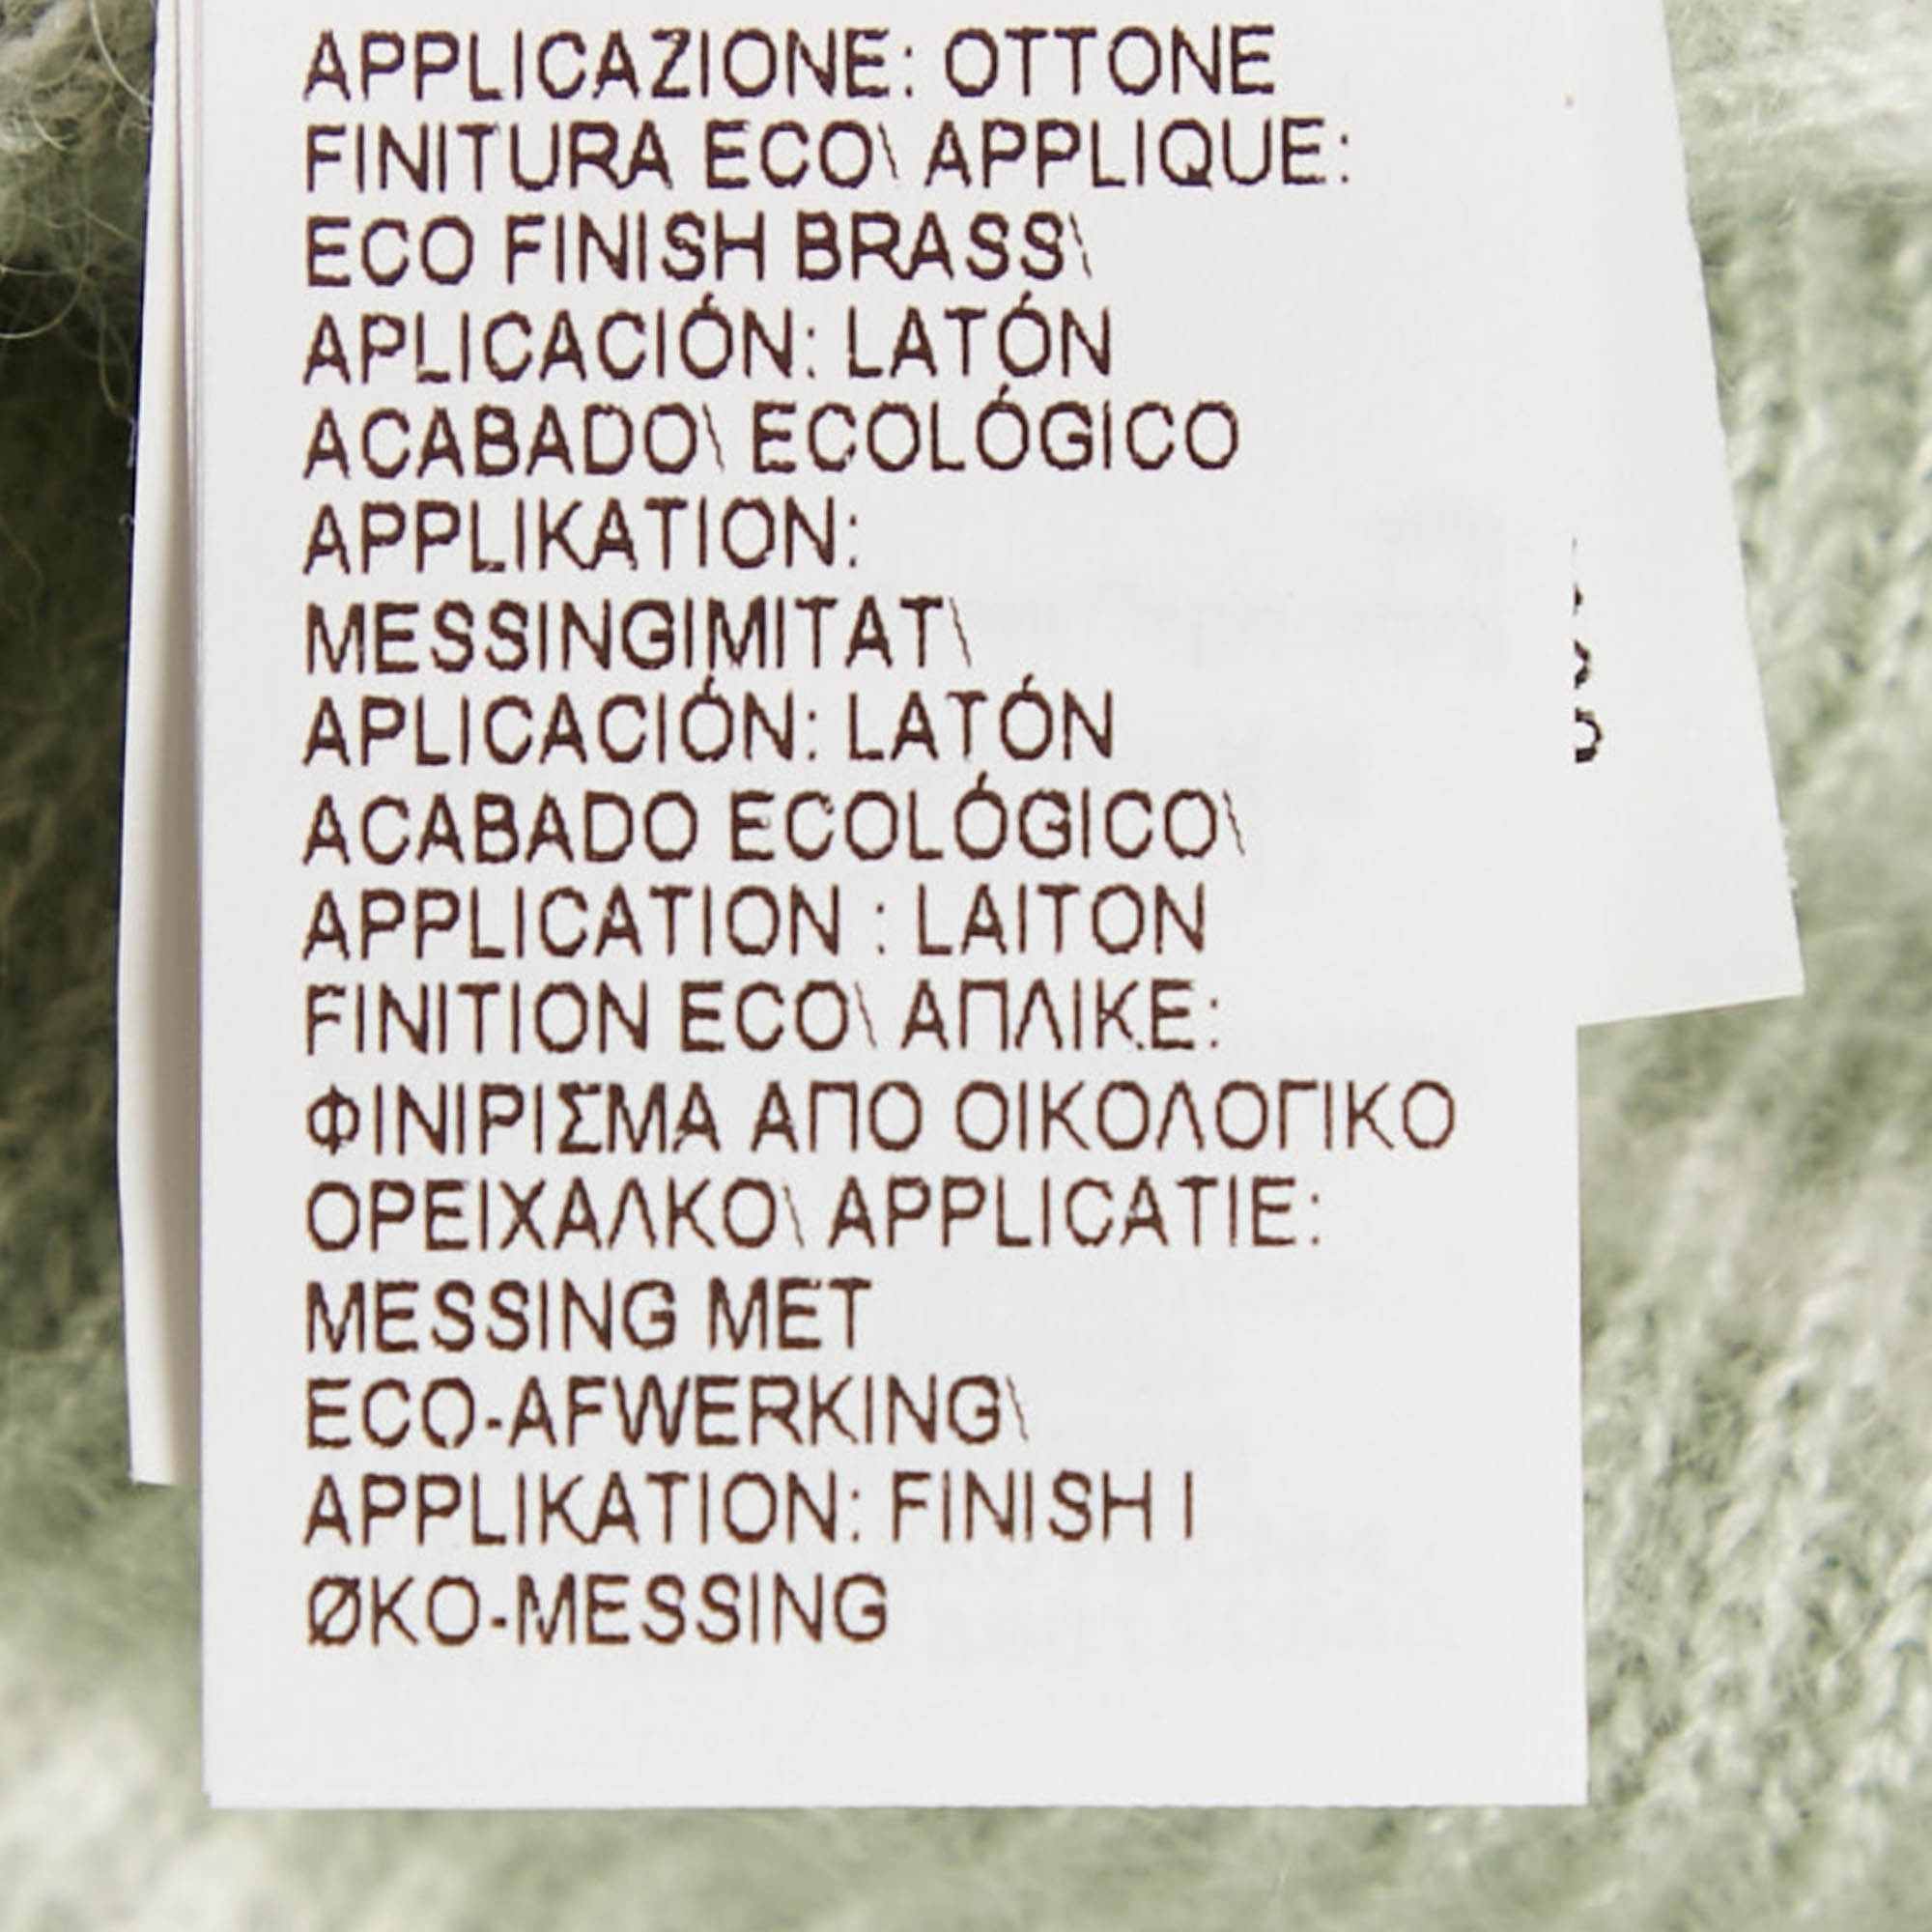 APPLICAZIONE: OTTONE
FINITURA ECO\ APPLIQUE:
ECO FINISH BRASS\
APLICACIÓN: LATÓN
ACABADO\ ECOLÓGICO
APPLIKATION:
MESSINGIMITAT\
APLICACIÓN: LATÓN
ACABADO ECOLÓGICO\
APPLICATION : LAITON
FINITION ECO\ ΑΠΛΙΚΕ:
ΦΙΝΙΡΙΣΜΑ ΑΠΟ ΟΙΚΟΛΟΓΙΚΟ
ΟΡΕΙΧΑΛΚΟ\ APPLICATIE:
MESSING MET
ECO-AFWERKING\
APPLIKATION: FINISH I
ØKO-MESSING